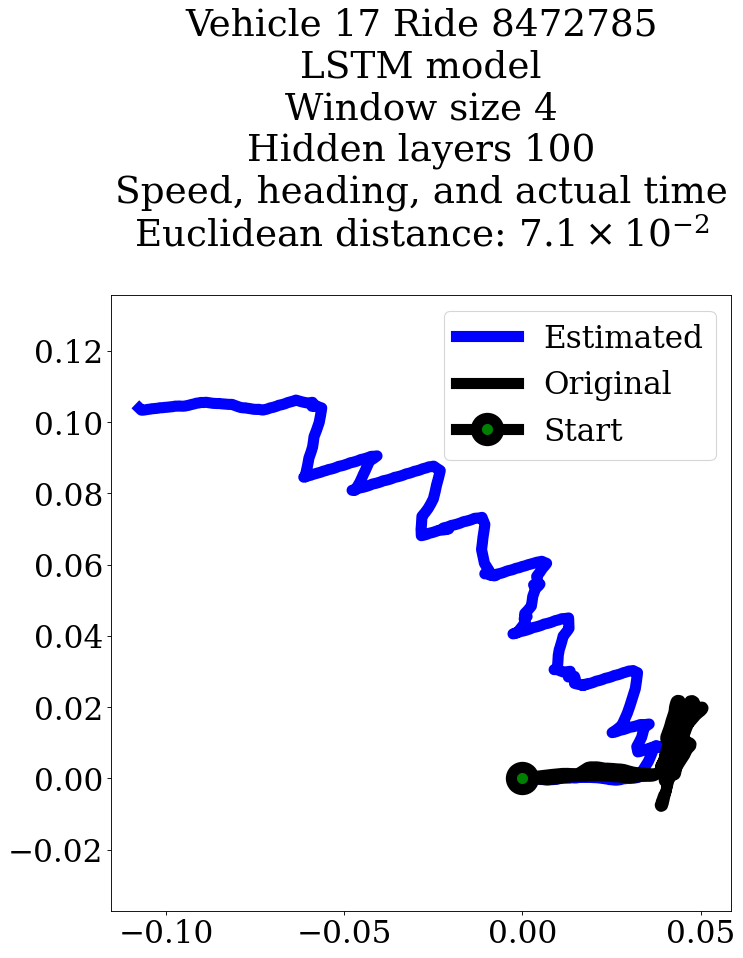 Vehicle 17 Ride 8472785
LSTM model
Window size 4
Hidden layers 100
Speed, heading, and actual time
Euclidean distance: 7.1 × 10⁻²
Estimated
Original
Start
0.12
0.10
0.08
0.06
0.04
0.02
0.00
−0.02
−0.10 −0.05 0.00 0.05